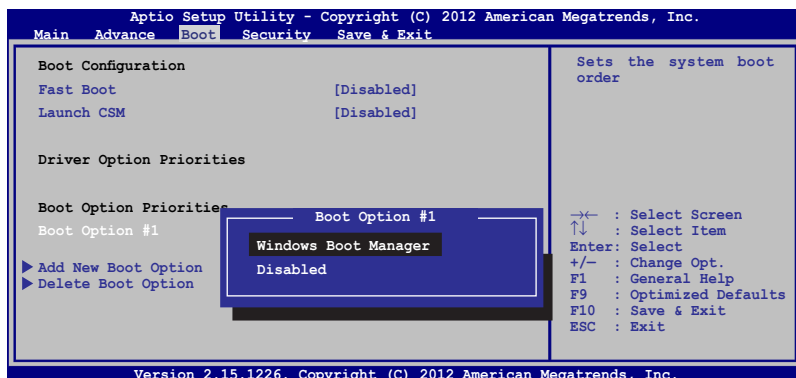 Aptio Setup Utility - Copyright (C) 2012 American Megatrends, Inc.
Main Advance Boot Security Save & Exit
Boot Configuration
Fast Boot [Disabled]
Launch CSM [Disabled]
Driver Option Priorities
Boot Option Priorities
Boot Option #1
Add New Boot Option
Delete Boot Option
Boot Option #1
Windows Boot Manager
Disabled
Sets the system boot
order
→← : Select Screen
↑↓ : Select Item
Enter: Select
+/— : Change Opt.
F1 : General Help
F9 : Optimized Defaults
F10 : Save & Exit
ESC : Exit
Version 2.15.1226. Copyright (C) 2012 American Megatrends, Inc.